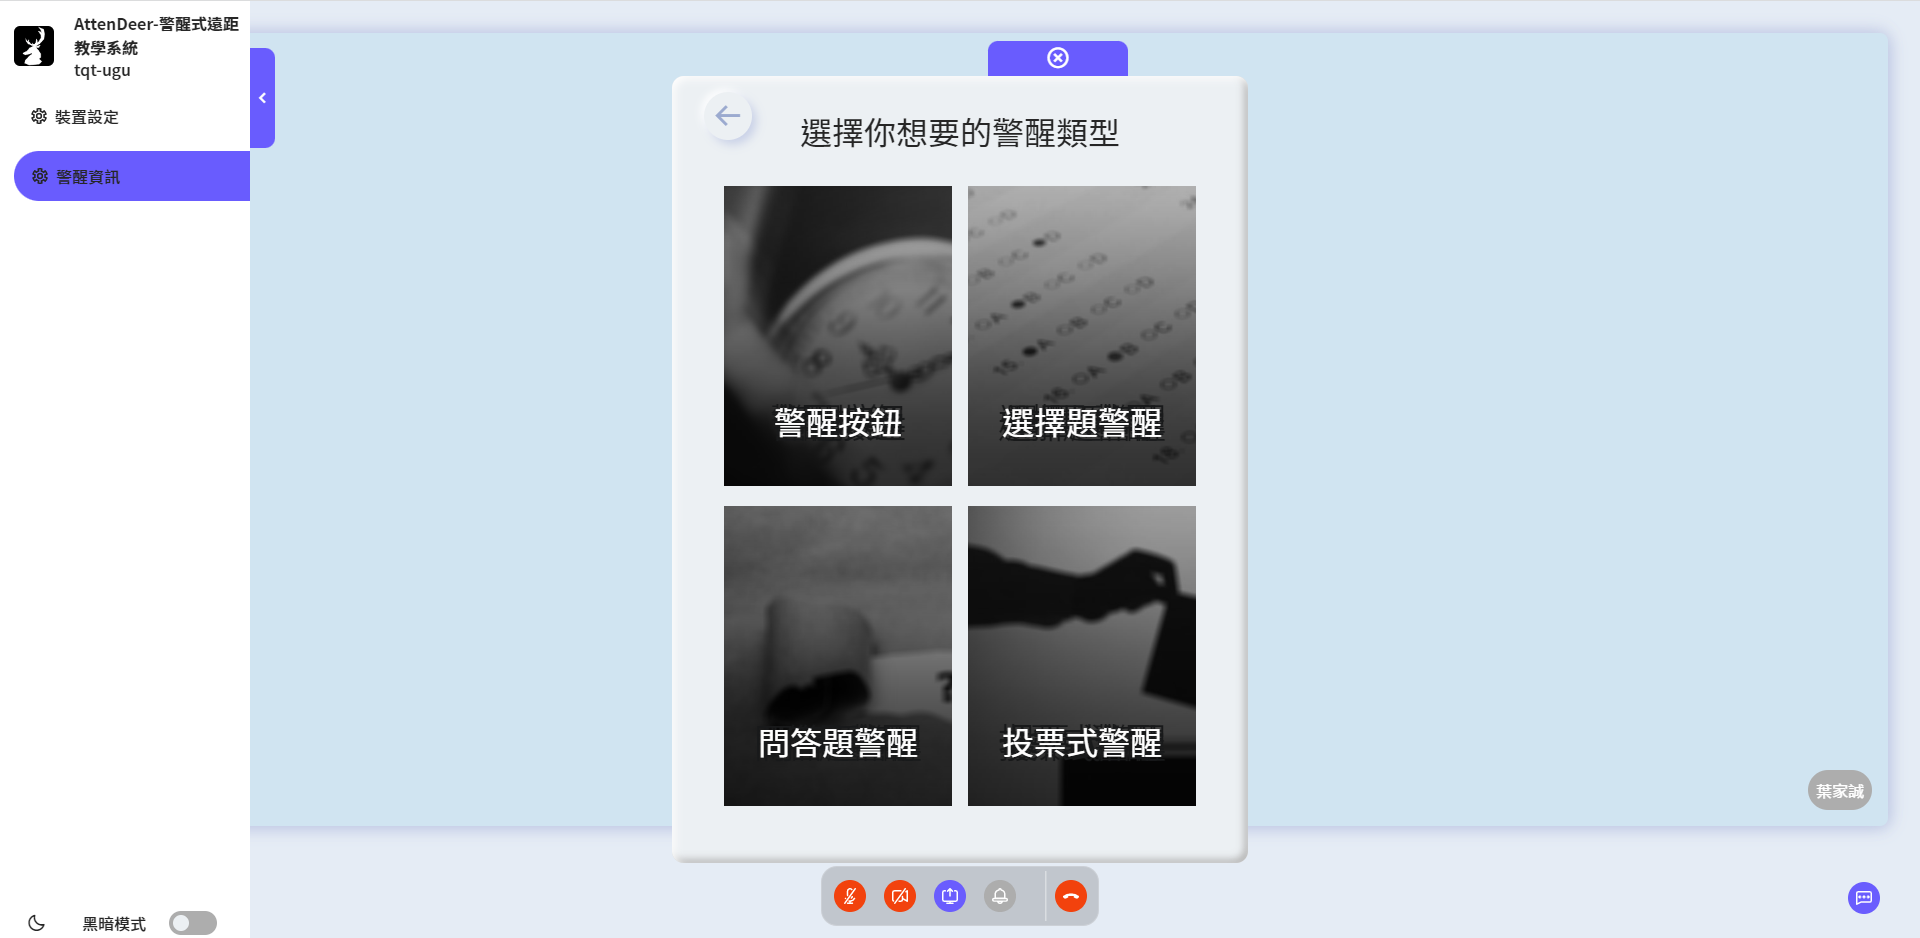 AttenDeer-警醒式遠距
教學系統
tqt-ugu
裝置設定
警醒資訊
選擇你想要的警醒類型
警醒按鈕
選擇題警醒
問答題警醒
投票式警醒
葉家誠
黑暗模式